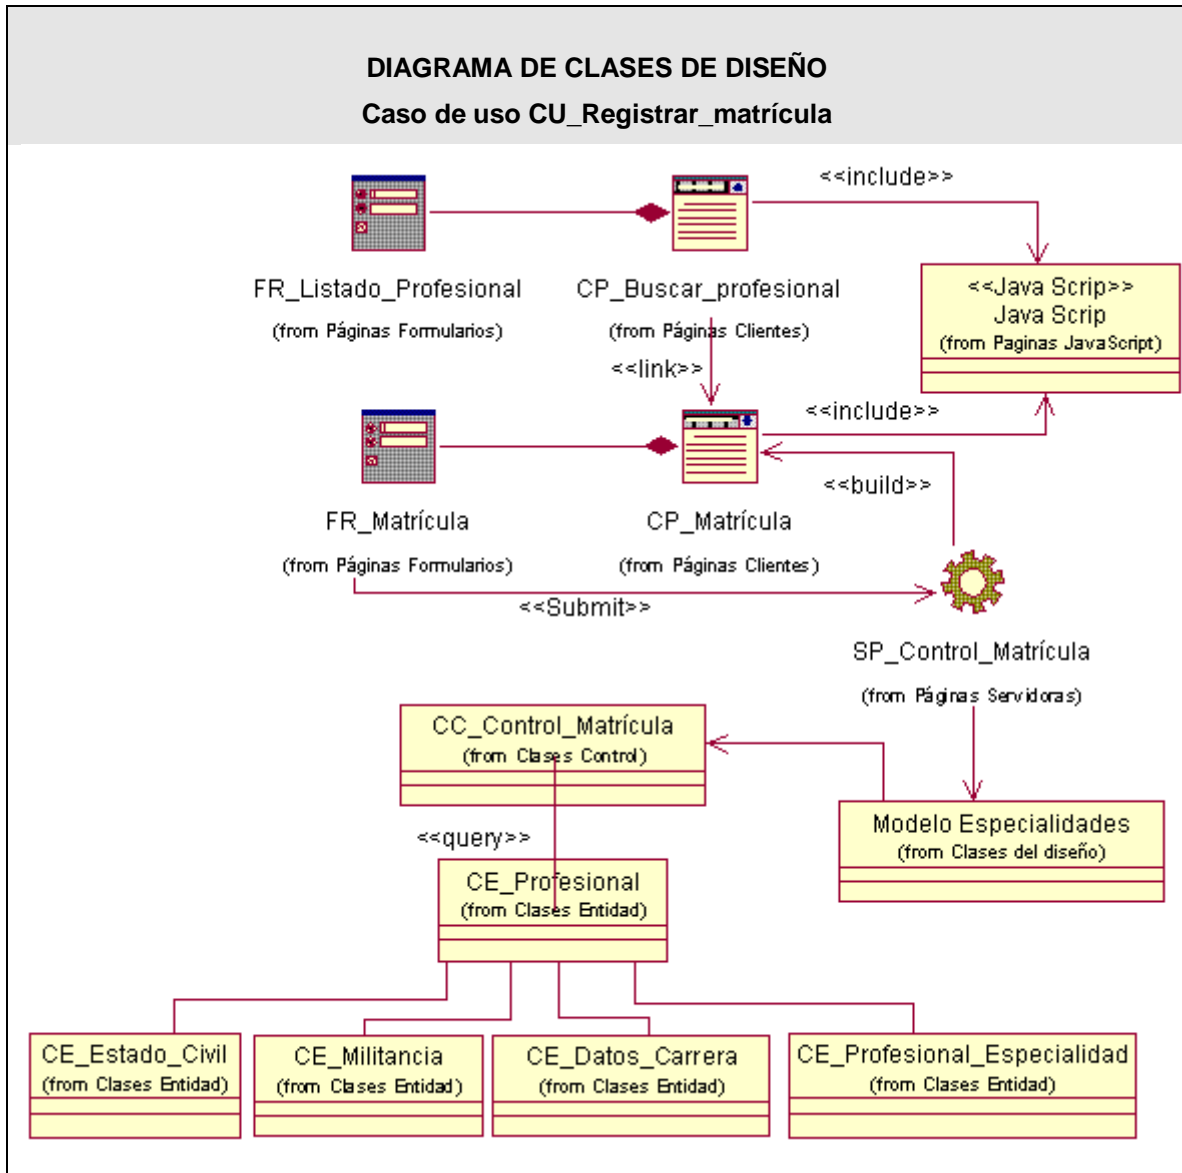 DIAGRAMA DE CLASES DE DISEÑO
Caso de uso CU_Registrar_matrícula
<<include>>
FR_Listado_Profesional
(from Páginas Formularios)
CP_Buscar_profesional
(from Páginas Clientes)
<<Java Scrip>>
Java Scrip
(from Paginas JavaScript)
<<link>>
<<include>>
<<build>>
FR_Matrícula
(from Páginas Formularios)
CP_Matrícula
(from Páginas Clientes)
<<Submit>>
SP_Control_Matrícula
(from Páginas Servidoras)
CC_Control_Matrícula
(from Clases Control)
Modelo Especialidades
(from Clases del diseño)
<<query>>
CE_Profesional
(from Clases Entidad)
CE_Estado_Civil
(from Clases Entidad)
CE_Militancia
(from Clases Entidad)
CE_Datos_Carrera
(from Clases Entidad)
CE_Profesional_Especialidad
(from Clases Entidad)